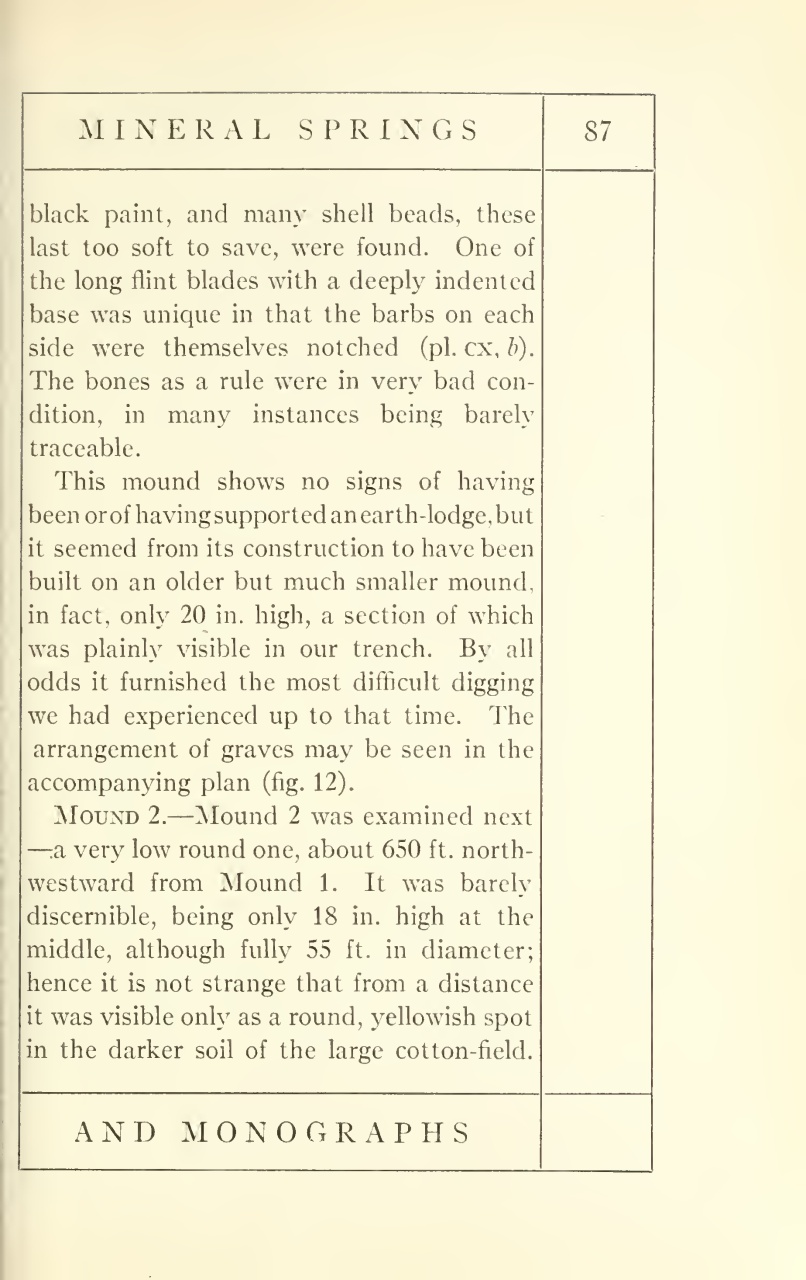 MINERAL SPRINGS 87
black paint, and many shell beads, these
last too soft to save, were found. One of
the long flint blades with a deeply indented
base was unique in that the barbs on each
side were themselves notched (pl. CX, b).
The bones as a rule were in very bad con-
dition, in many instances being barely
traceable.
This mound shows no signs of having
been or of having supported an earth-lodge, but
it seemed from its construction to have been
built on an older but much smaller mound,
in fact, only 20 in. high, a section of which
was plainly visible in our trench. By all
odds it furnished the most difficult digging
we had experienced up to that time. The
arrangement of graves may be seen in the
accompanying plan (fig. 12).
MOUND 2.—Mound 2 was examined next
—a very low round one, about 650 ft. north-
westward from Mound 1. It was barely
discernible, being only 18 in. high at the
middle, although fully 55 ft. in diameter;
hence it is not strange that from a distance
it was visible only as a round, yellowish spot
in the darker soil of the large cotton-field.
AND MONOGRAPHS